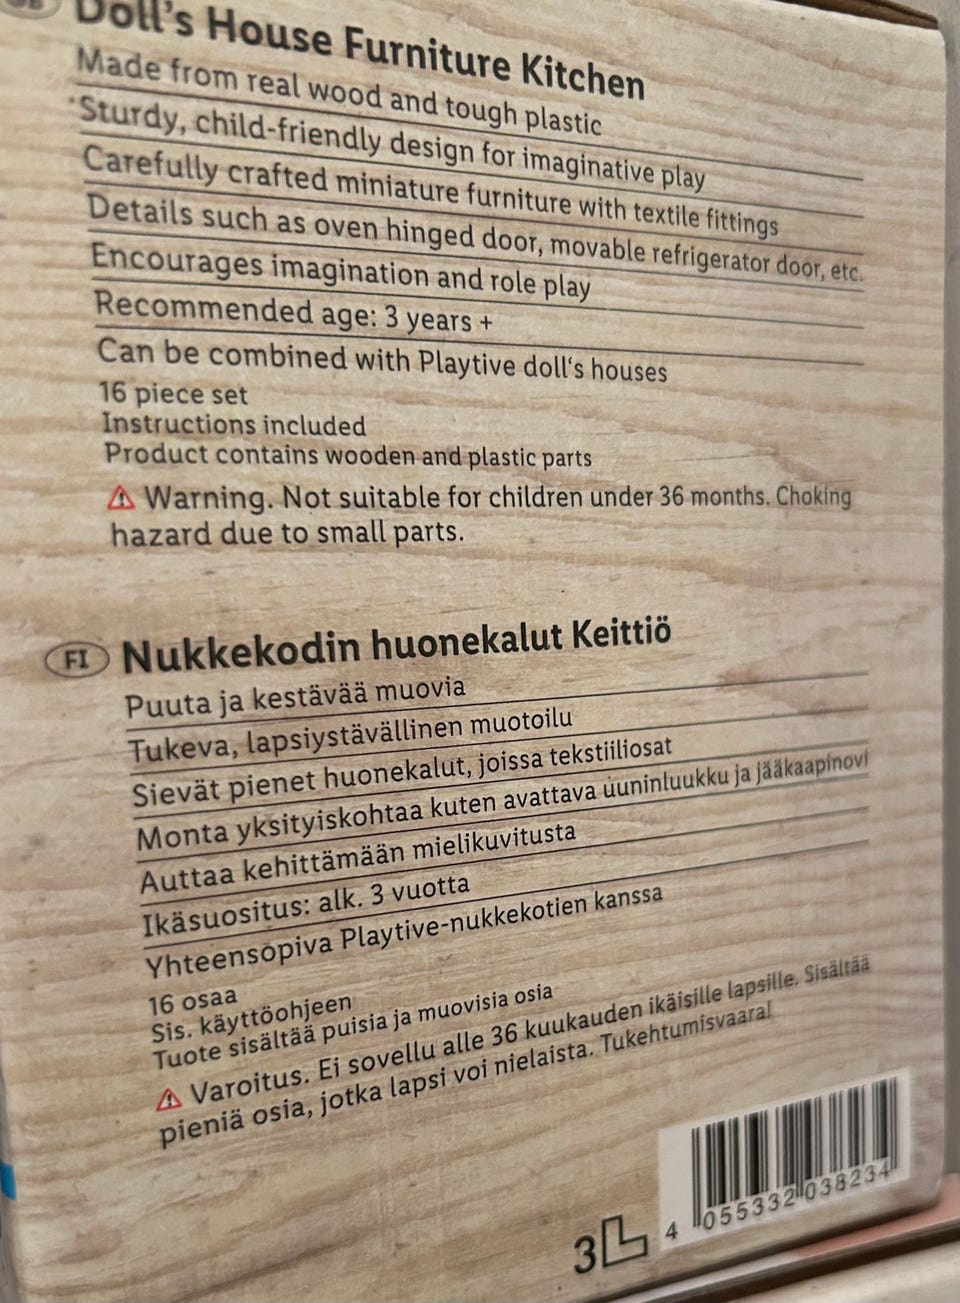 Doll's House Furniture Kitchen
Made from real wood and tough plastic
Sturdy, child-friendly design for imaginative play
Carefully crafted miniature furniture with textile fittings
Details such as oven hinged door, movable refrigerator door, etc.
Encourages imagination and role play
Recommended age: 3 years +
Can be combined with Playtive doll‘s houses
16 piece set
Instructions included
Product contains wooden and plastic parts
⚠ Warning. Not suitable for children under 36 months. Choking
hazard due to small parts.
FI Nukkekodin huonekalut Keittiö
Puuta ja kestävää muovia
Tukeva, lapsiystävällinen muotoilu
Sievät pienet huonekalut, joissa tekstiiliosat
Monta yksityiskohtaa kuten avattava uuninluukku ja jääkaapinovi
Auttaa kehittämään mielikuvitusta
Ikäsuositus: alk. 3 vuotta
Yhteensopiva Playtive-nukkekotien kanssa
16 osaa
Sis. käyttöohjeen
Tuote sisältää puisia ja muovisia osia
⚠ Varoitus. Ei sovellu alle 36 kuukauden ikäisille lapsille. Sisältää
pieniä osia, jotka lapsi voi nielaista. Tukehtumisvaara!
3L
4 055332 038234